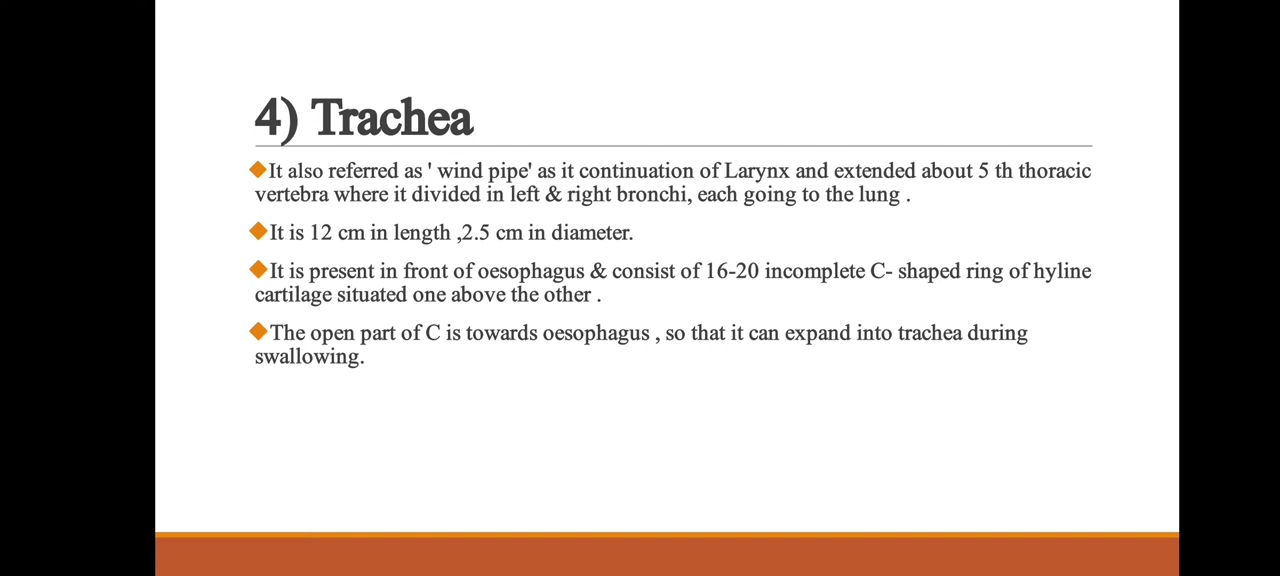 4) Trachea
◆It also referred as ' wind pipe' as it continuation of Larynx and extended about 5 th thoracic
vertebra where it divided in left & right bronchi, each going to the lung .
◆It is 12 cm in length ,2.5 cm in diameter.
◆It is present in front of oesophagus & consist of 16-20 incomplete C- shaped ring of hyline
cartilage situated one above the other .
◆The open part of C is towards oesophagus , so that it can expand into trachea during
swallowing.